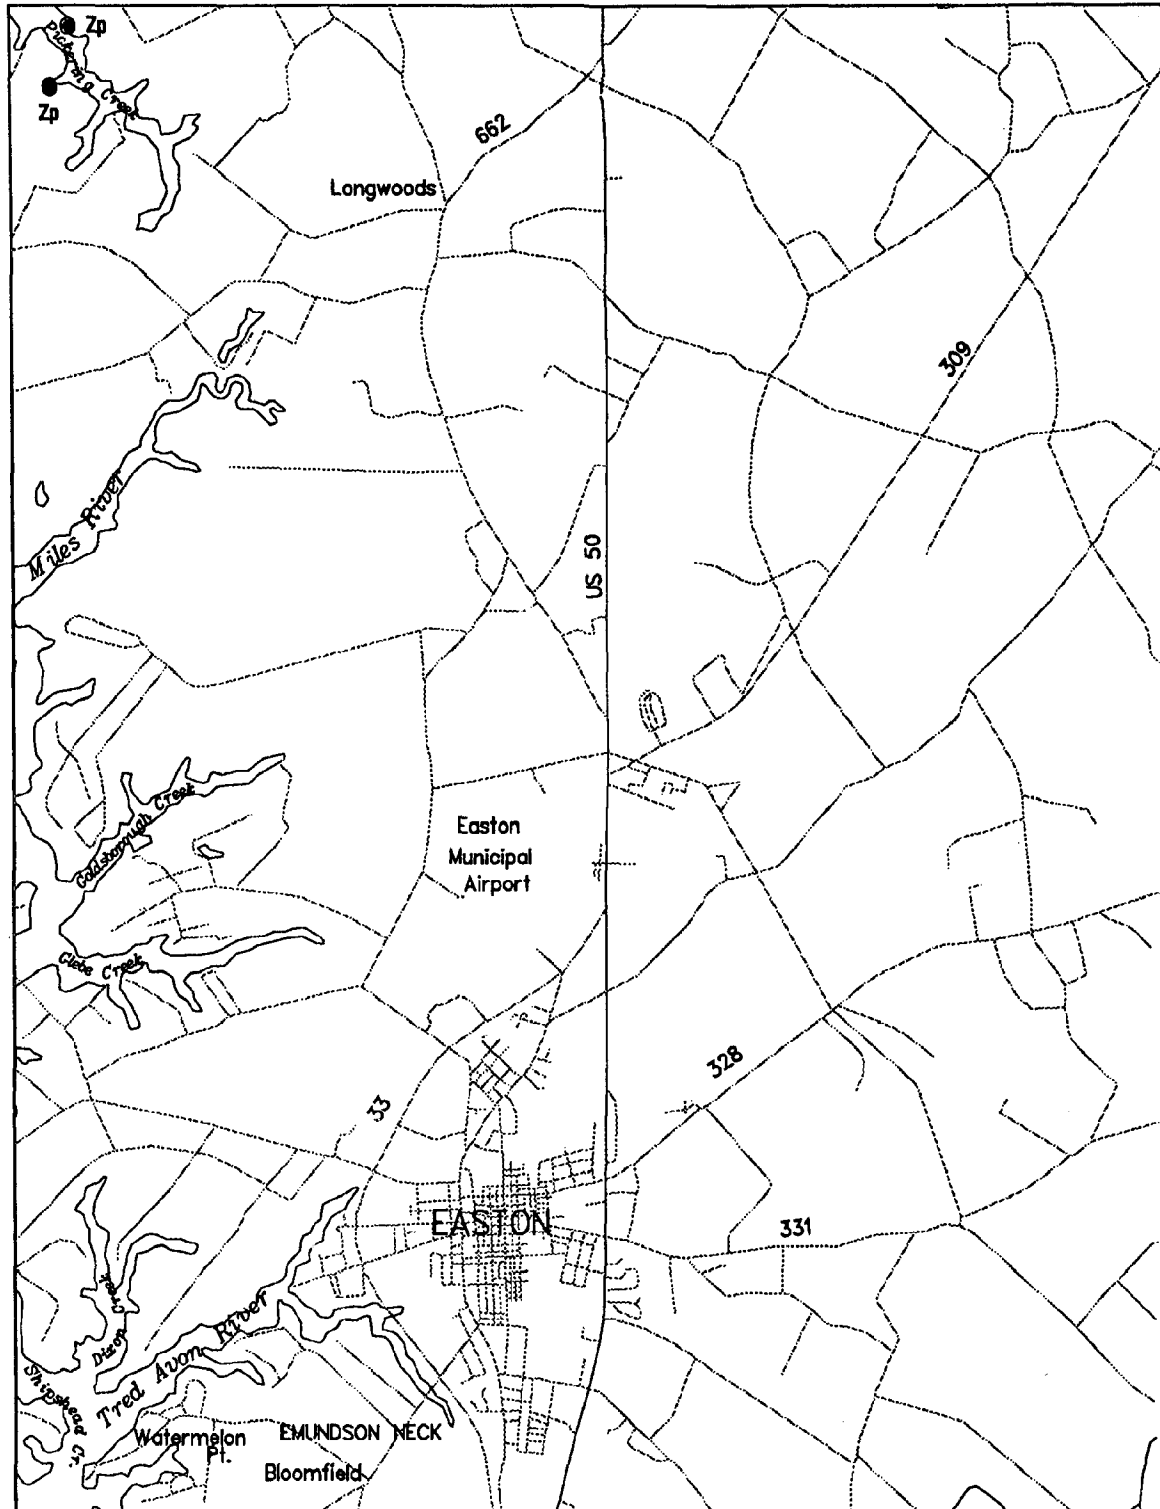 Zp
Pickering Creek
Zp
662
Longwoods
309
Miles River
US 50
Goldsborough Creek
Easton
Municipal
Airport
Glebe Creek
328
33
EASTON
331
Dixon Creek
Tred Avon River
Shipshead Cr.
Watermelon
Pt.
EMUNDSON NECK
Bloomfield